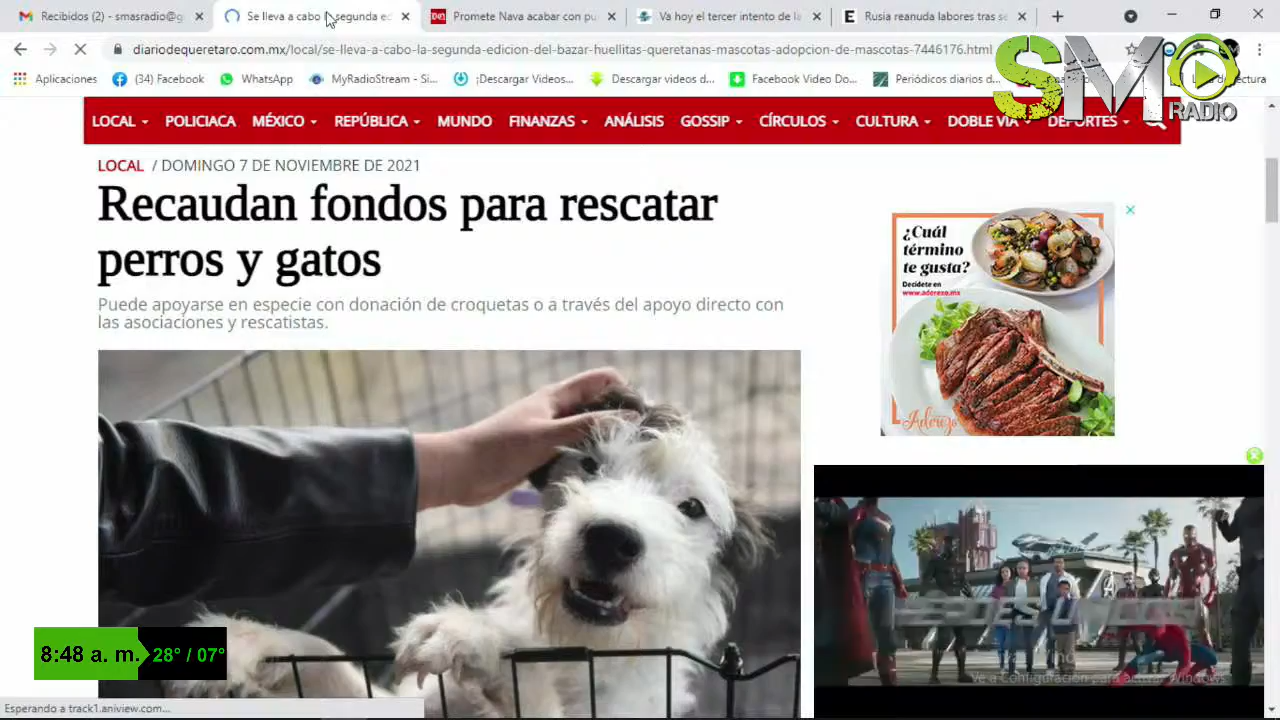 Recibidos (2) - smasradio@g
Se lleva a cabo l
segunda ed
Promete Nava acabar con pu
Va hoy el tercer intento de la
Rusia reanuda labores tras se
diariodequeretaro.com.mx/local/se-lleva-a-cabo-la-segunda-edicion-del-bazar-huellitas-queretanas-mascotas-adopcion-de-mascotas-7446176.html
Aplicaciones
(34) Facebook
WhatsApp
MyRadioStream - Si...
¡Descargar Videos...
Descargar videos d...
Facebook Video Do...
Periódicos diarios d...
lectura
SM
RADIO
LOCAL
POLICIACA
MÉXICO
REPÚBLICA
MUNDO
FINANZAS
ANÁLISIS
GOSSIP
CÍRCULOS
CULTURA
DOBLE VÍA
DEPORTES
LOCAL / DOMINGO 7 DE NOVIEMBRE DE 2021
Recaudan fondos para rescatar
perros y gatos
Puede apoyarse en especie con donación de croquetas o a través del apoyo directo con
las asociaciones y rescatistas.
¿Cuál
término
te gusta?
Decídete en
www.aderezo.mx
Aderezo
Ve a Configuración para activar Windows
8:48 a. m.
28° / 07°
Esperando a track1.aniview.com...